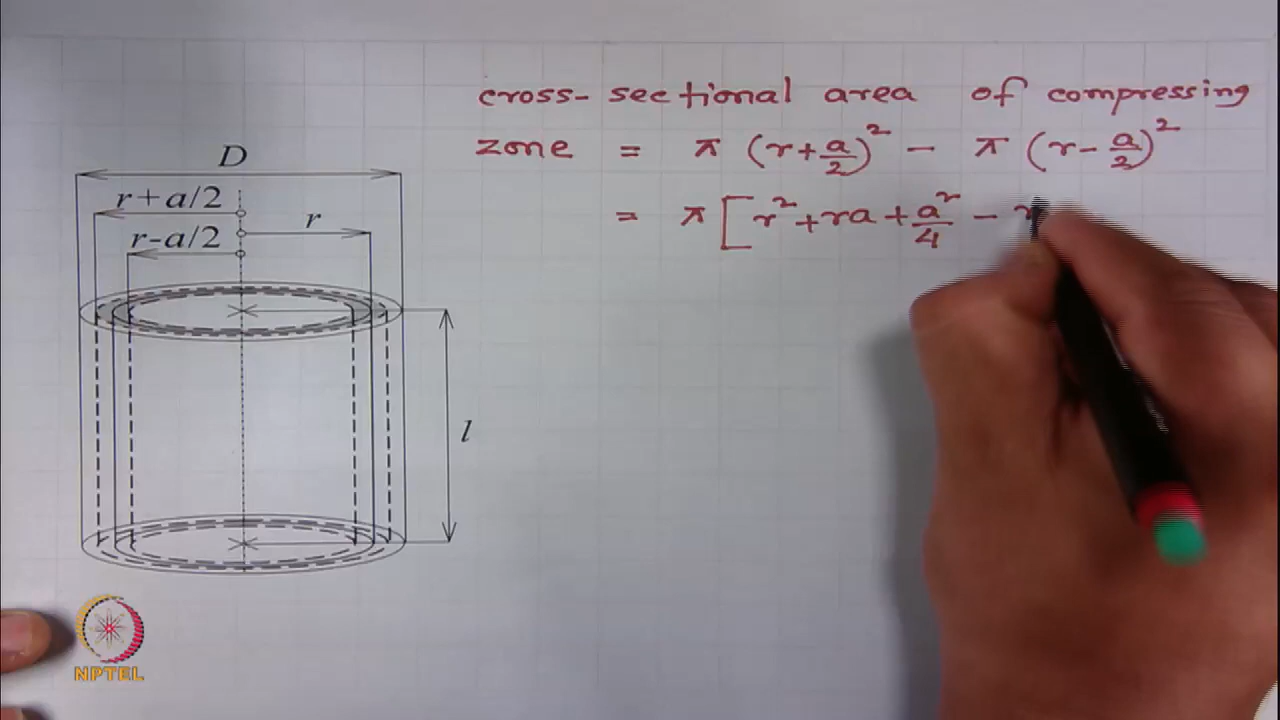 cross-sectional area of compressing
zone = π (r+a/2)² - π (r-a/2)²
= π [r²+ra+a²/4 - r
D
r+a/2
r
r-a/2
l
NPTEL